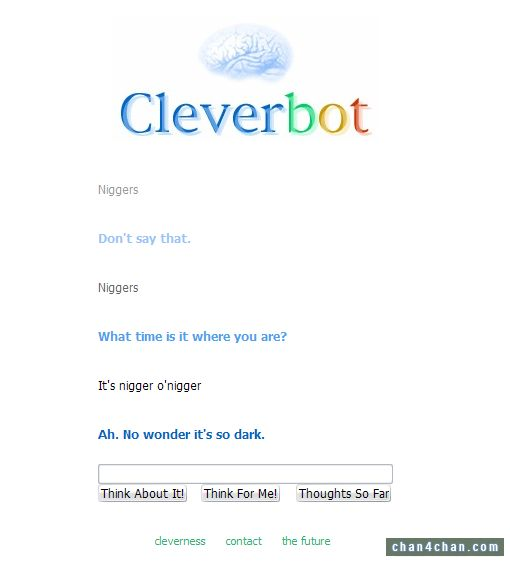 Cleverbot
Niggers
Don't say that.
Niggers
What time is it where you are?
It's nigger o'nigger
Ah. No wonder it's so dark.
Think About It! Think For Me! Thoughts So Far
cleverness contact the future
chan4chan.com